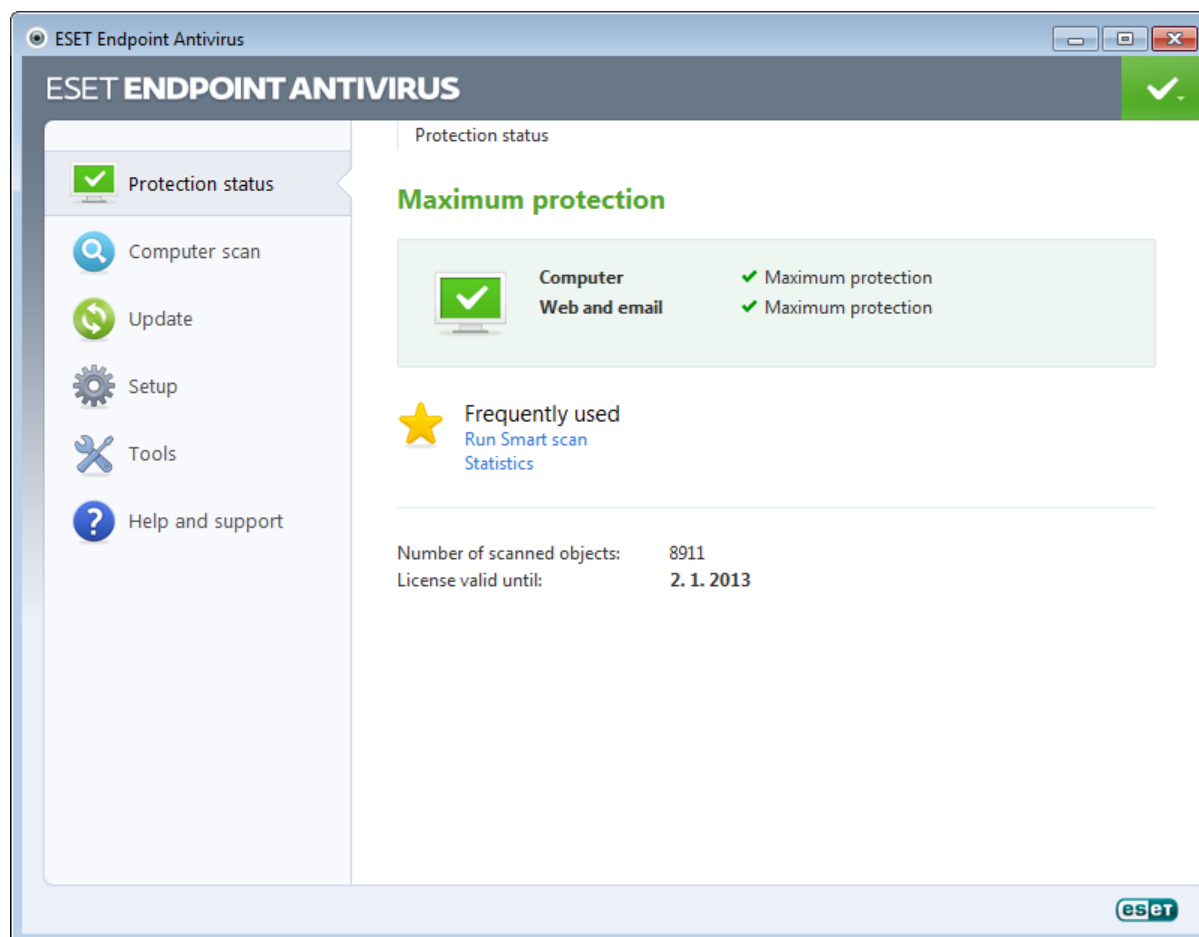 ESET Endpoint Antivirus
ESET ENDPOINT ANTIVIRUS
Protection status
Computer scan
Update
Setup
Tools
? Help and support
Protection status
Maximum protection
Computer Maximum protection
Web and email Maximum protection
Frequently used
Run Smart scan
Statistics
Number of scanned objects: 8911
License valid until: 2. 1. 2013
eset